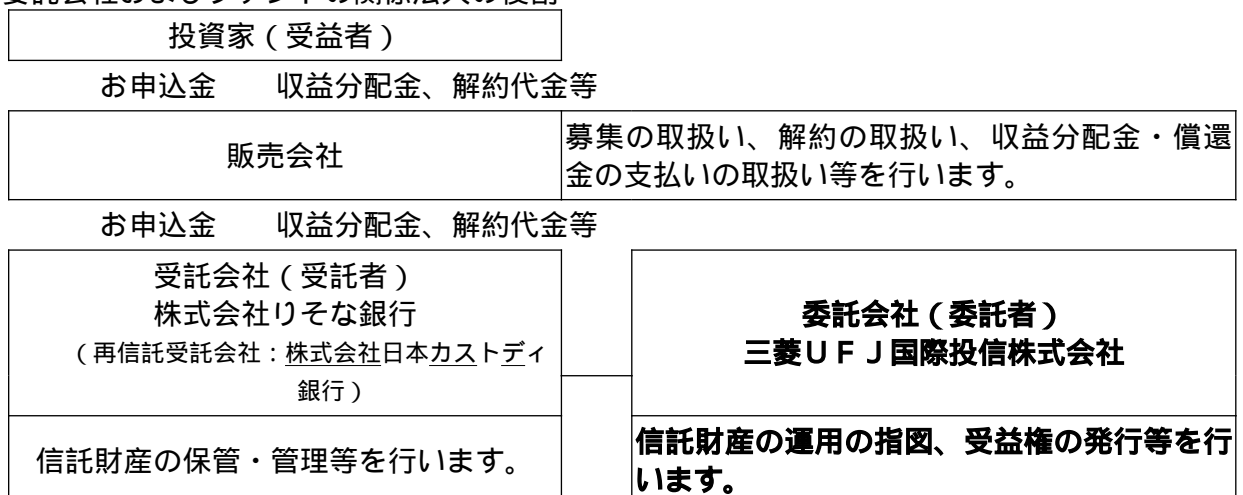 委託会社およびファンドの関係法人の役割
投資家（受益者）
お申込金　　収益分配金、解約代金等
販売会社
募集の取扱い、解約の取扱い、収益分配金・償還
金の支払いの取扱い等を行います。
お申込金　　収益分配金、解約代金等
受託会社（受託者）
株式会社りそな銀行
（再信託受託会社：株式会社日本カストディ
銀行）
委託会社（委託者）
三菱ＵＦＪ国際投信株式会社
信託財産の保管・管理等を行います。
信託財産の運用の指図、受益権の発行等を行
います。